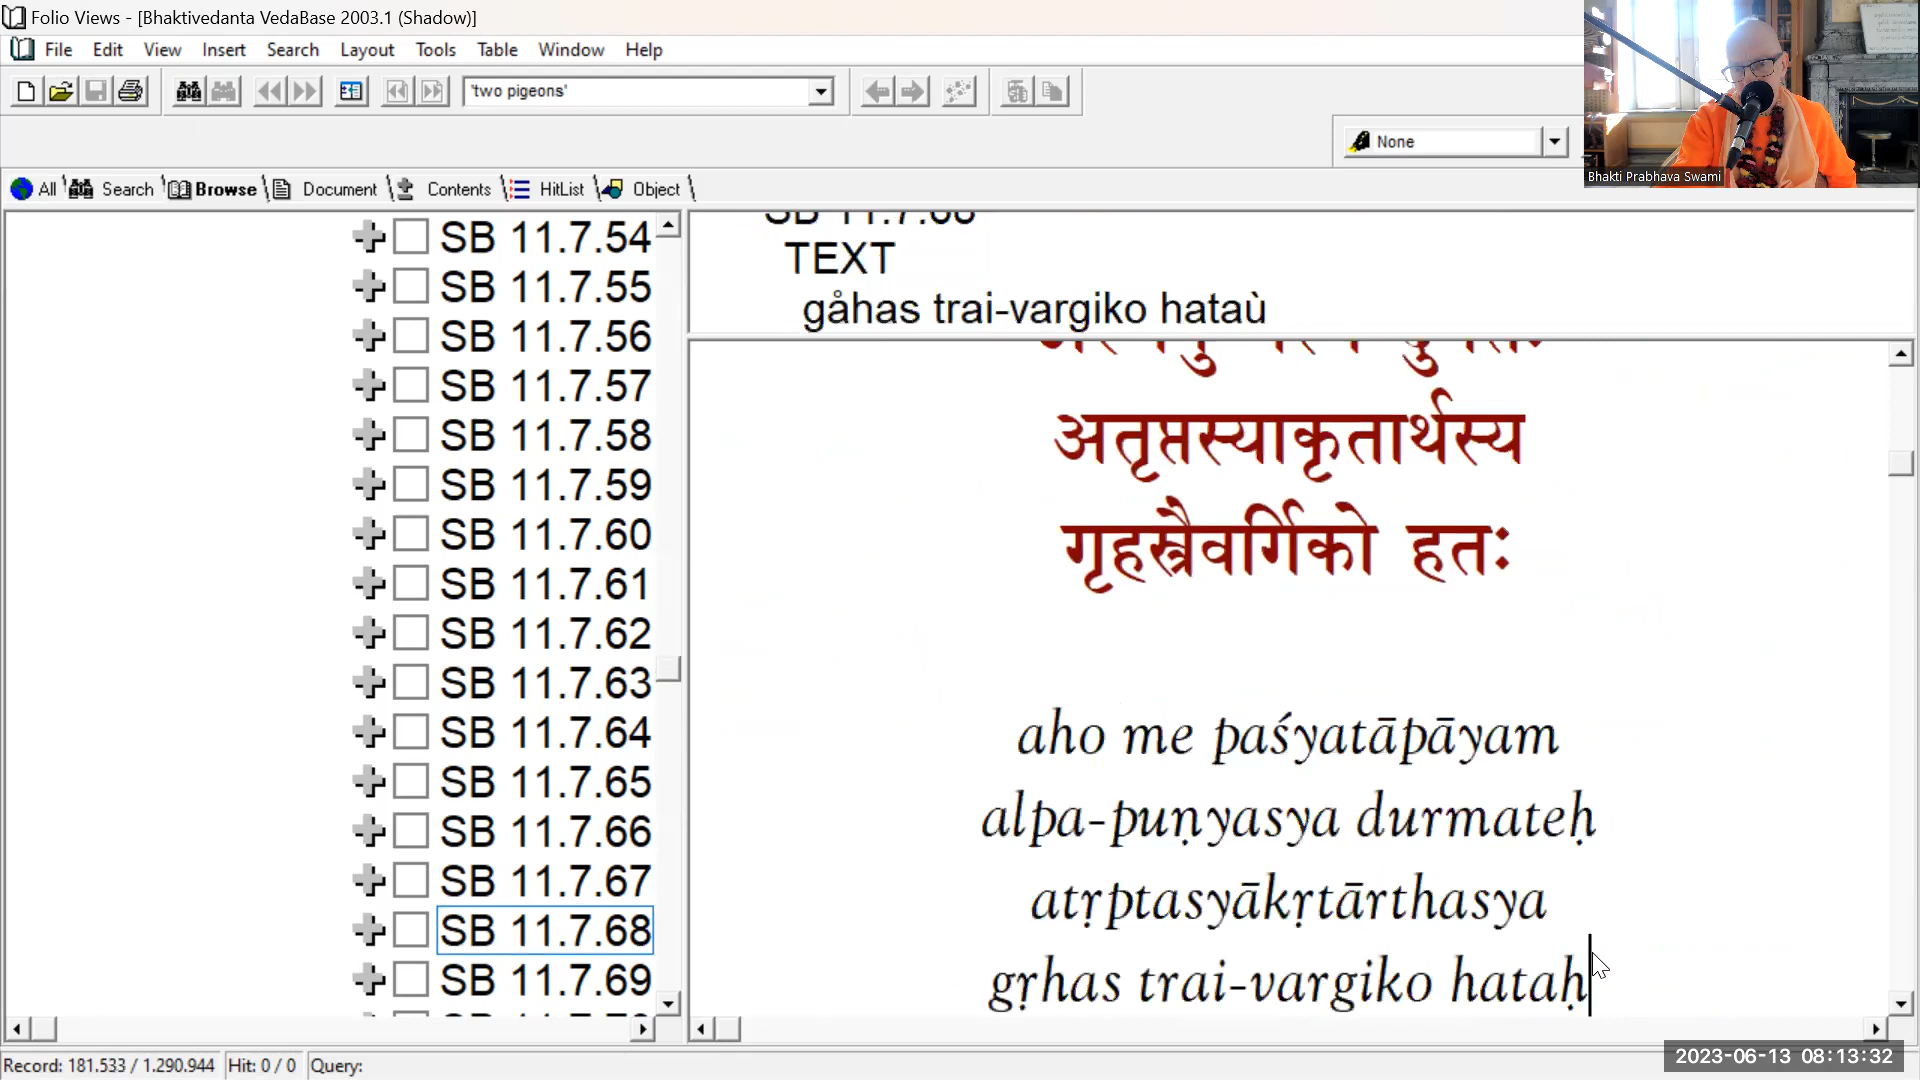 Folio Views - [Bhaktivedanta VedaBase 2003.1 (Shadow)]
File Edit View Insert Search Layout Tools Table Window Help
'two pigeons'
None
Bhakti Prabhava Swami
All Search Browse Document Contents HitList Object
SB 11.7.54
SB 11.7.55
SB 11.7.56
SB 11.7.57
SB 11.7.58
SB 11.7.59
SB 11.7.60
SB 11.7.61
SB 11.7.62
SB 11.7.63
SB 11.7.64
SB 11.7.65
SB 11.7.66
SB 11.7.67
SB 11.7.68
SB 11.7.69
SB 11.7.68
TEXT
gåhas trai-vargiko hataù
अतृप्तस्याकृतार्थस्य
गृहस्त्रैवर्गिको हतः
aho me paśyatāpāyam
alpa-puṇyasya durmateḥ
atṛptasyākṛtārthasya
gṛhas trai-vargiko hataḥ
Record: 181.533 / 1.290.944 Hit: 0 / 0 Query:
2023-06-13 08:13:32